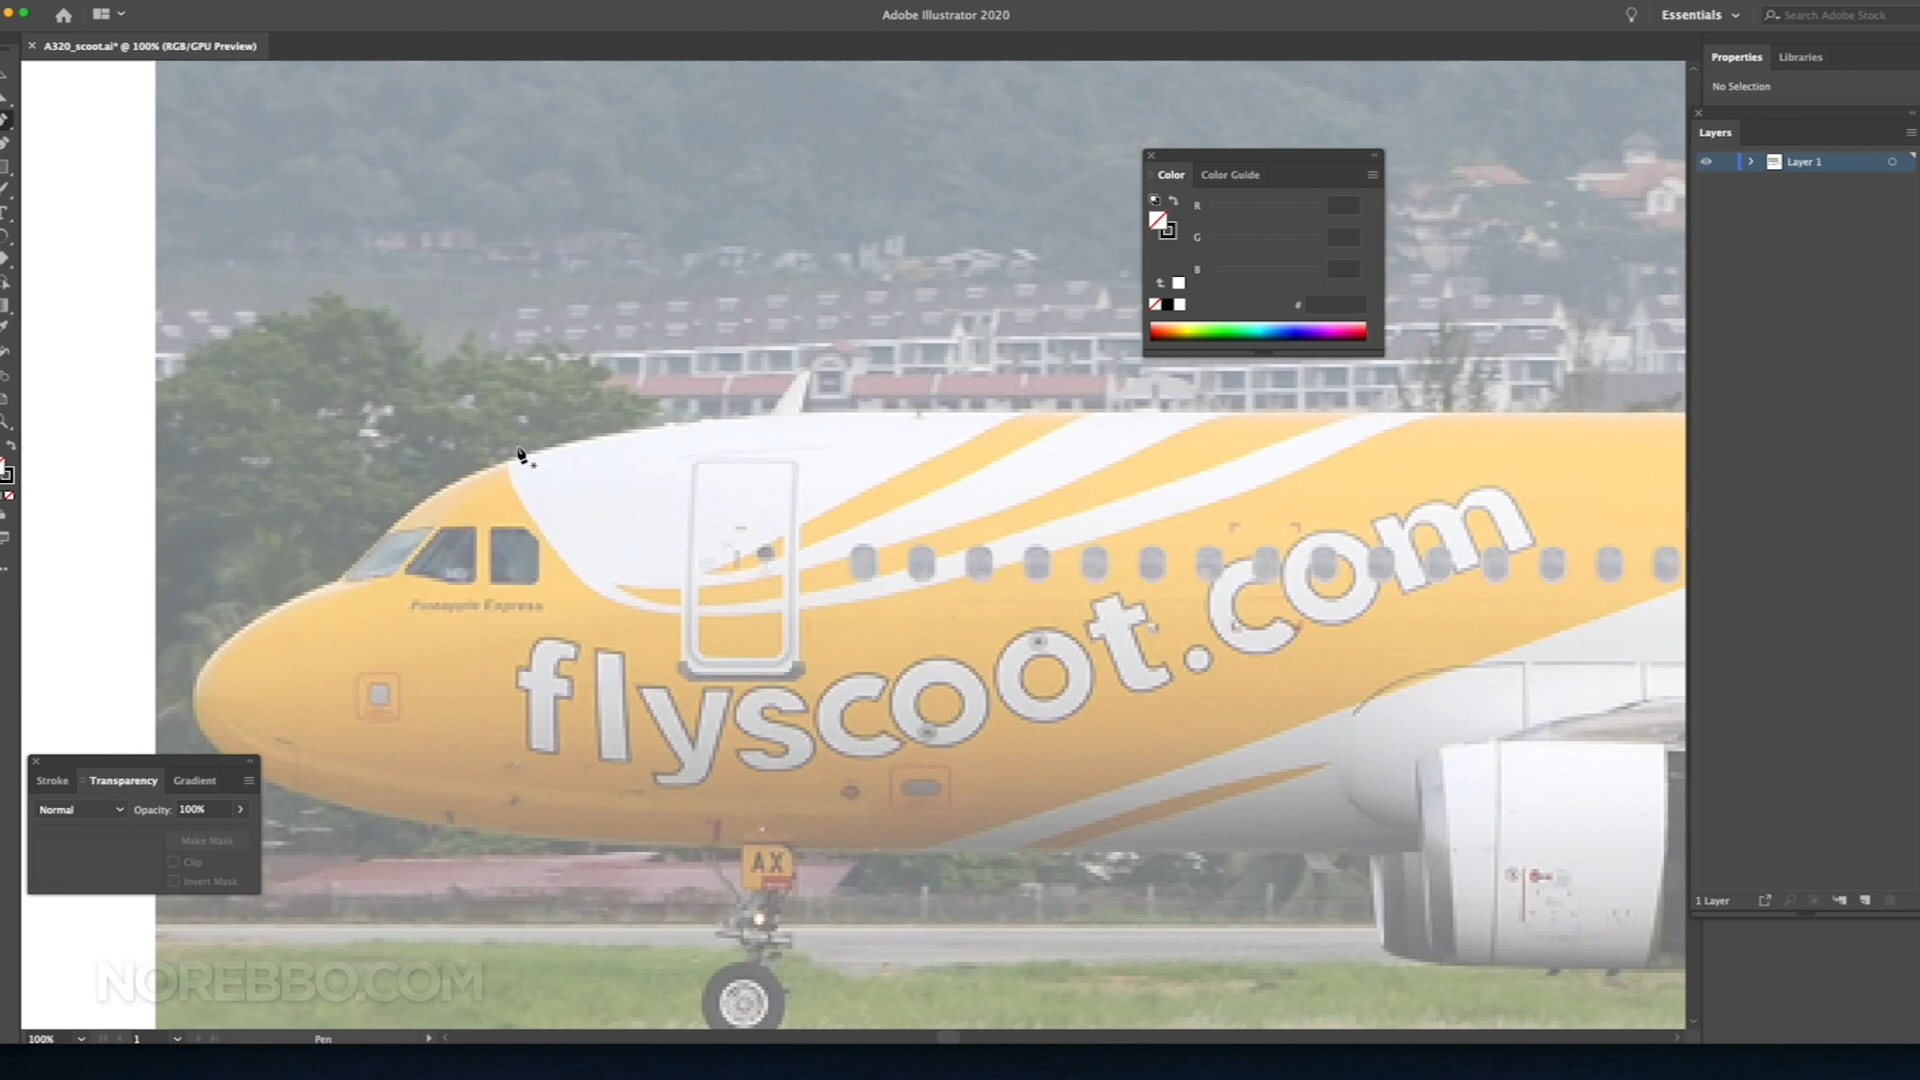 Adobe Illustrator 2020
Essentials
Search Adobe Stock
A320_scoot.ai* @ 100% (RGB/GPU Preview)
Properties
Libraries
No Selection
Layers
Layer 1
Color
Color Guide
R
G
B
#
Pineapple Express
flyscoot.com
Stroke
Transparency
Gradient
Normal
Opacity:
100%
Make Mask
Clip
Invert Mask
AX
1 Layer
NOREBBO.COM
100%
1
Pen